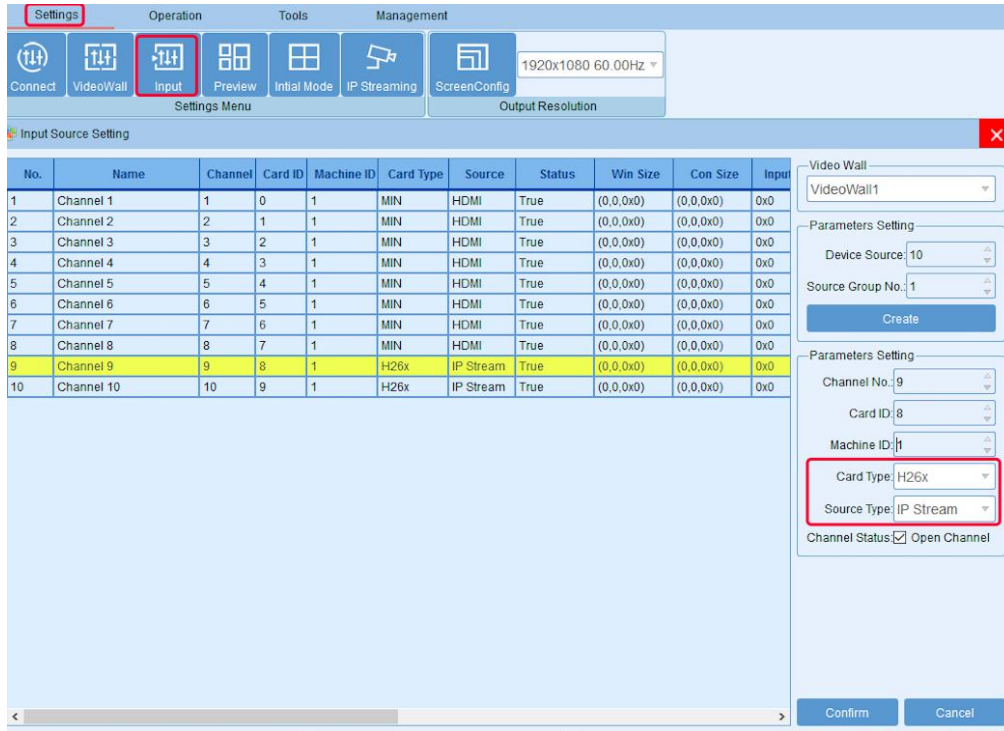 Settings Operation Tools Management
Connect VideoWall Input Preview Intial Mode IP Streaming ScreenConfig 1920x1080 60.00Hz
Settings Menu Output Resolution
Input Source Setting
No. Name Channel Card ID Machine ID Card Type Source Status Win Size Con Size Input
1 Channel 1 1 0 1 MIN HDMI True (0,0,0x0) (0,0,0x0) 0x0
2 Channel 2 2 1 1 MIN HDMI True (0,0,0x0) (0,0,0x0) 0x0
3 Channel 3 3 2 1 MIN HDMI True (0,0,0x0) (0,0,0x0) 0x0
4 Channel 4 4 3 1 MIN HDMI True (0,0,0x0) (0,0,0x0) 0x0
5 Channel 5 5 4 1 MIN HDMI True (0,0,0x0) (0,0,0x0) 0x0
6 Channel 6 6 5 1 MIN HDMI True (0,0,0x0) (0,0,0x0) 0x0
7 Channel 7 7 6 1 MIN HDMI True (0,0,0x0) (0,0,0x0) 0x0
8 Channel 8 8 7 1 MIN HDMI True (0,0,0x0) (0,0,0x0) 0x0
9 Channel 9 9 8 1 H26x IP Stream True (0,0,0x0) (0,0,0x0) 0x0
10 Channel 10 10 9 1 H26x IP Stream True (0,0,0x0) (0,0,0x0) 0x0
Video Wall
VideoWall1
Parameters Setting
Device Source: 10
Source Group No.: 1
Create
Parameters Setting
Channel No.: 9
Card ID: 8
Machine ID: 1
Card Type: H26x
Source Type: IP Stream
Channel Status: Open Channel
Confirm Cancel